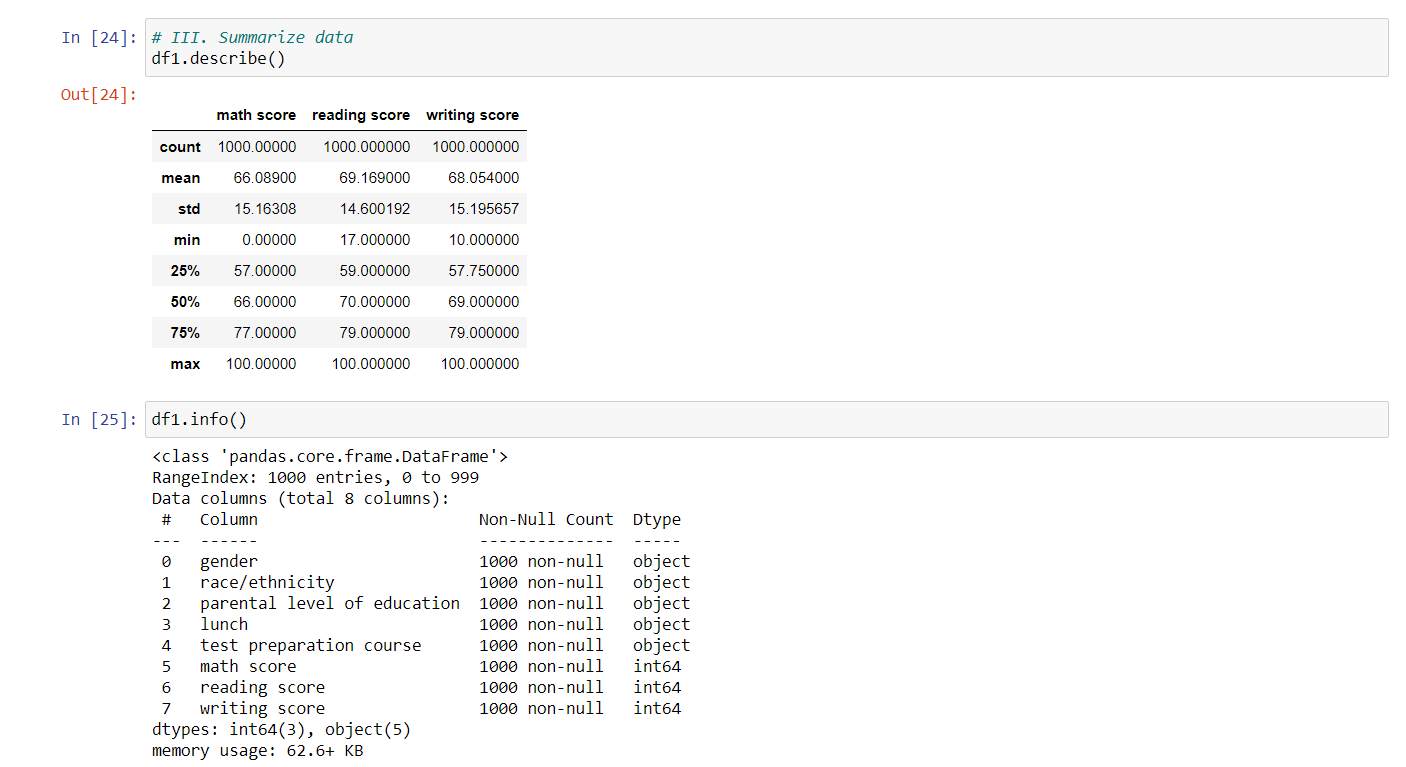 In [24]: # III. Summarize data
df1.describe()
Out[24]:
math score reading score writing score
count 1000.00000 1000.000000 1000.000000
mean 66.08900 69.169000 68.054000
std 15.16308 14.600192 15.195657
min 0.00000 17.000000 10.000000
25% 57.00000 59.000000 57.750000
50% 66.00000 70.000000 69.000000
75% 77.00000 79.000000 79.000000
max 100.00000 100.000000 100.000000
In [25]: df1.info()
<class 'pandas.core.frame.DataFrame'>
RangeIndex: 1000 entries, 0 to 999
Data columns (total 8 columns):
# Column Non-Null Count Dtype
--- ------ -------------- -----
0 gender 1000 non-null object
1 race/ethnicity 1000 non-null object
2 parental level of education 1000 non-null object
3 lunch 1000 non-null object
4 test preparation course 1000 non-null object
5 math score 1000 non-null int64
6 reading score 1000 non-null int64
7 writing score 1000 non-null int64
dtypes: int64(3), object(5)
memory usage: 62.6+ KB